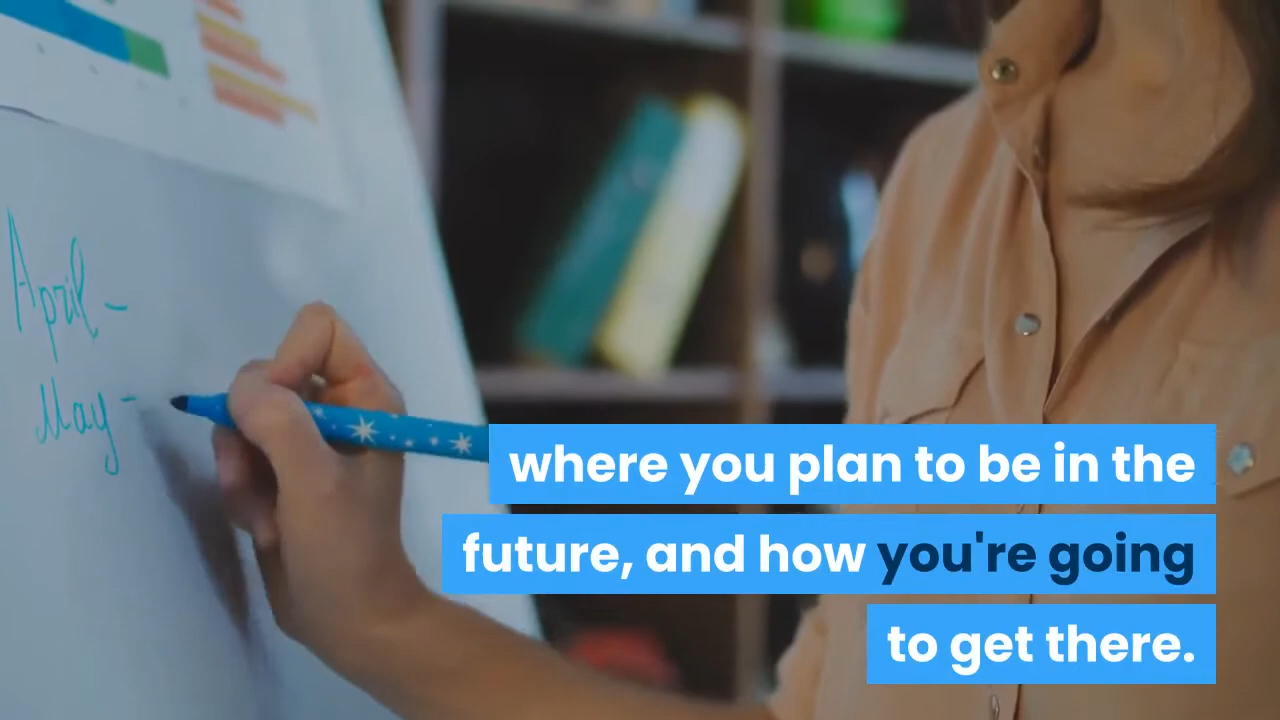 April -
May -
where you plan to be in the
future, and how you're going
to get there.